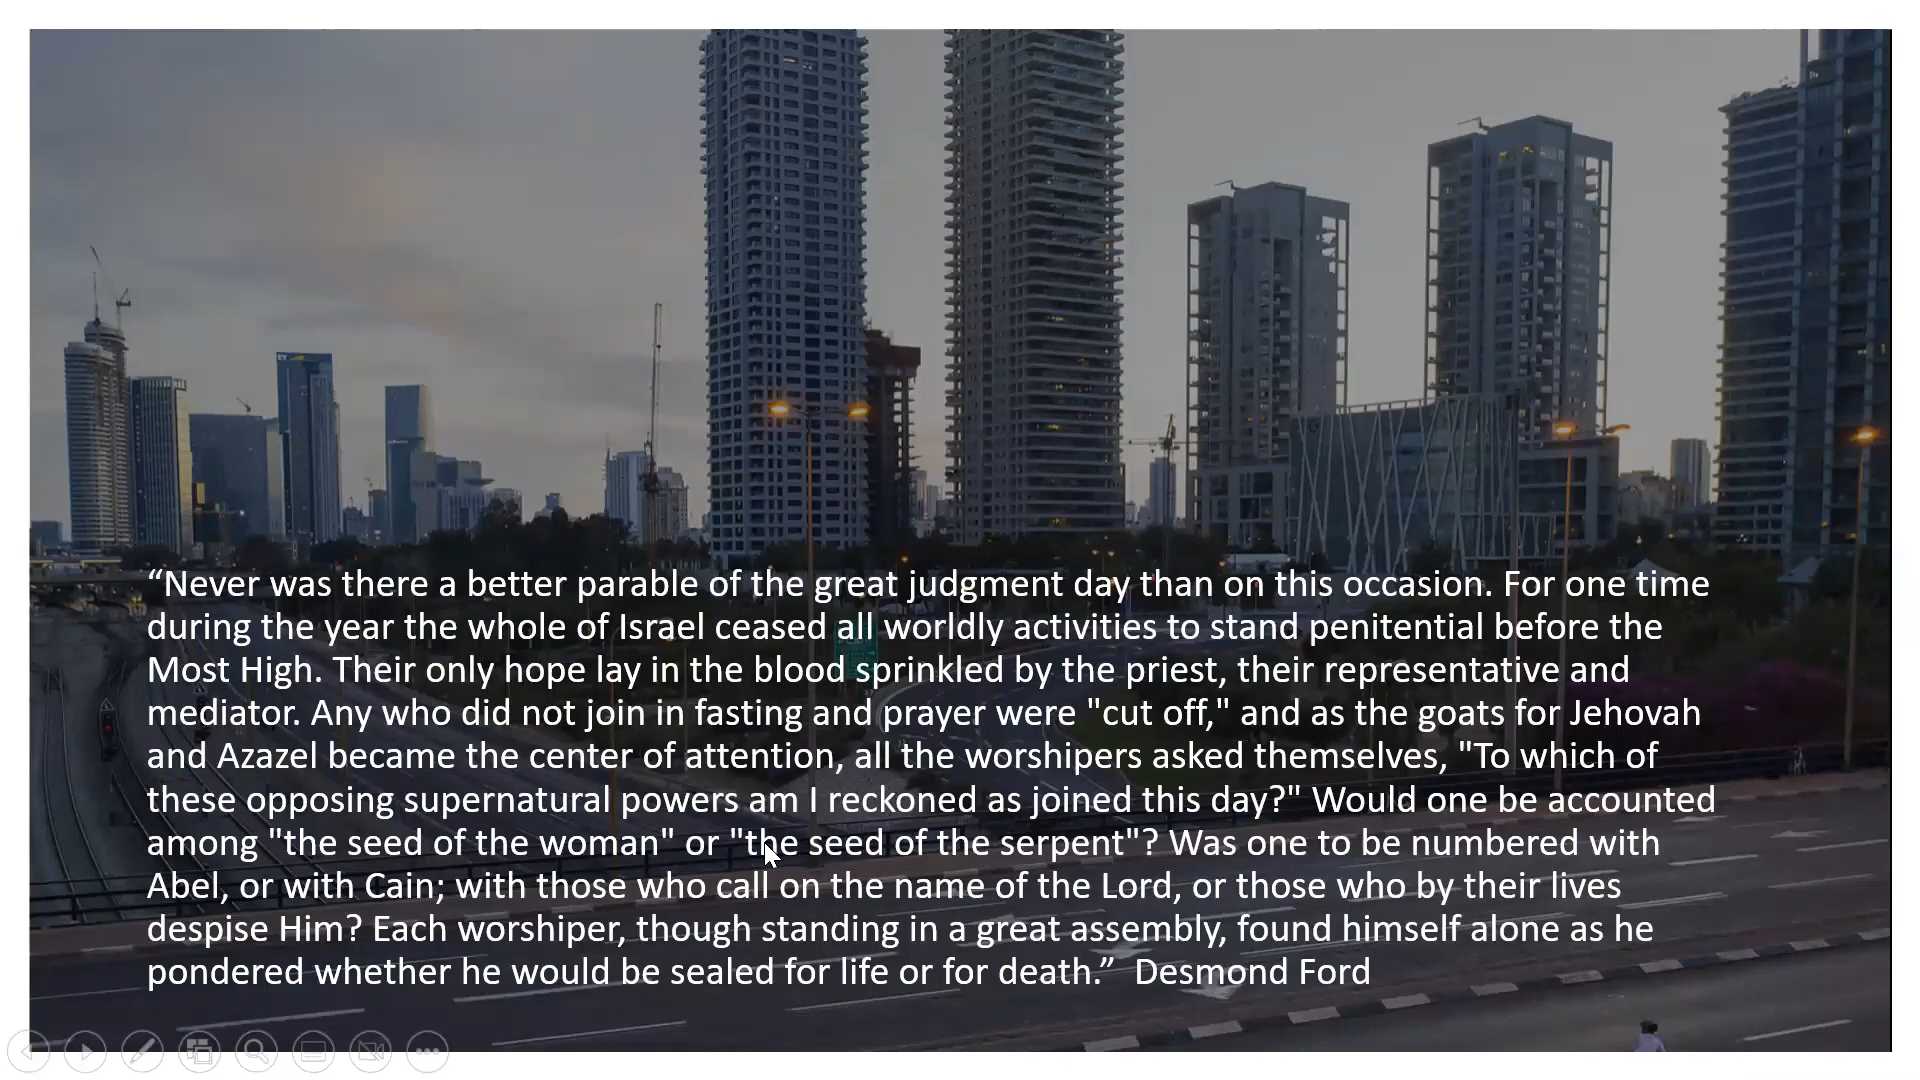 EY
“Never was there a better parable of the great judgment day than on this occasion. For one time
during the year the whole of Israel ceased all worldly activities to stand penitential before the
Most High. Their only hope lay in the blood sprinkled by the priest, their representative and
mediator. Any who did not join in fasting and prayer were "cut off," and as the goats for Jehovah
and Azazel became the center of attention, all the worshipers asked themselves, "To which of
these opposing supernatural powers am I reckoned as joined this day?" Would one be accounted
among "the seed of the woman" or "the seed of the serpent"? Was one to be numbered with
Abel, or with Cain; with those who call on the name of the Lord, or those who by their lives
despise Him? Each worshiper, though standing in a great assembly, found himself alone as he
pondered whether he would be sealed for life or for death.”  Desmond Ford